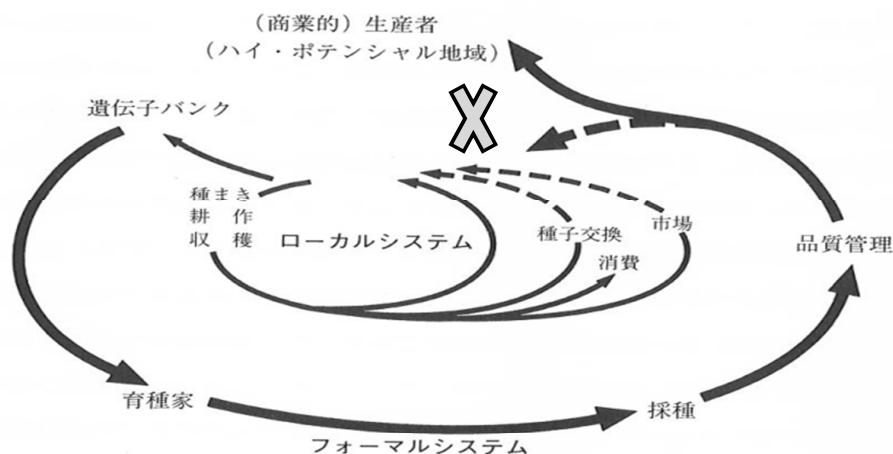 （商業的）生産者
（ハイ・ポテンシャル地域）
遺伝子バンク
種まき
耕　作
収　穫
ローカルシステム
種子交換
市場
消費
品質管理
育種家
採種
フォーマルシステム